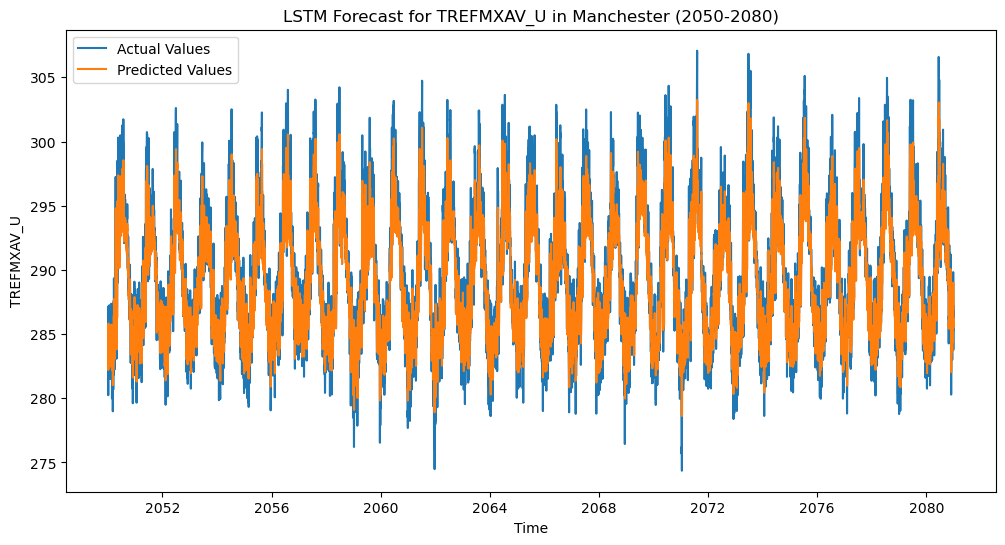 LSTM Forecast for TREFMXAV_U in Manchester (2050-2080)
Actual Values
Predicted Values
305
300
295
290
285
280
275
TREFMXAV_U
2052 2056 2060 2064 2068 2072 2076 2080
Time